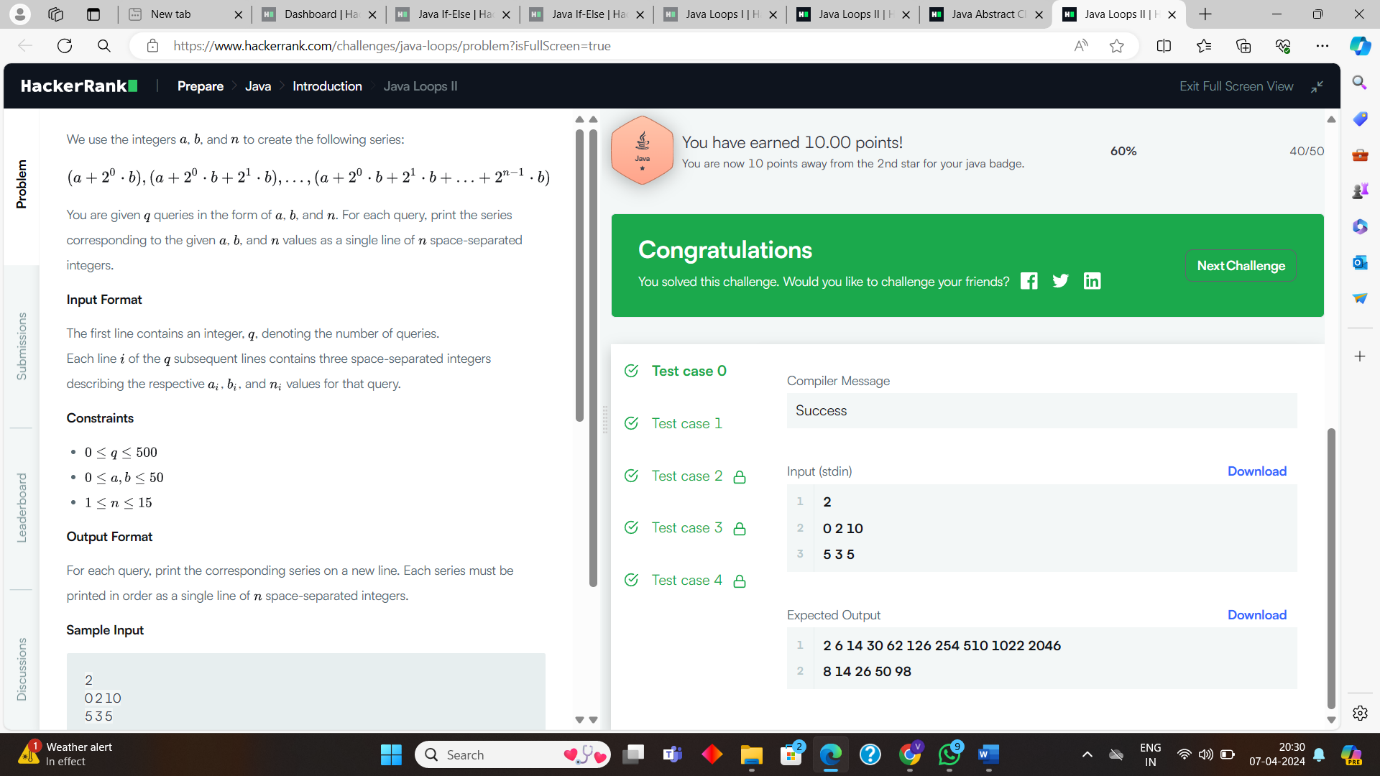 New tab
Dashboard | Ha
Java If-Else | Ha
Java If-Else | Ha
Java Loops I | H
Java Loops II | H
Java Abstract C
Java Loops II | H
https://www.hackerrank.com/challenges/java-loops/problem?isFullScreen=true
HackerRank
Prepare > Java > Introduction > Java Loops II
Exit Full Screen View
Problem
Submissions
Leaderboard
Discussions
We use the integers a, b, and n to create the following series:
(a + 2⁰ · b), (a + 2⁰ · b + 2¹ · b), . . . , (a + 2⁰ · b + 2¹ · b + . . . + 2ⁿ⁻¹ · b)
You are given q queries in the form of a, b, and n. For each query, print the series
corresponding to the given a, b, and n values as a single line of n space-separated
integers.
Input Format
The first line contains an integer, q, denoting the number of queries.
Each line i of the q subsequent lines contains three space-separated integers
describing the respective aᵢ, bᵢ, and nᵢ values for that query.
Constraints
• 0 ≤ q ≤ 500
• 0 ≤ a, b ≤ 50
• 1 ≤ n ≤ 15
Output Format
For each query, print the corresponding series on a new line. Each series must be
printed in order as a single line of n space-separated integers.
Sample Input
2
0 2 10
5 3 5
Java
You have earned 10.00 points!
You are now 10 points away from the 2nd star for your java badge.
60%
40/50
Congratulations
You solved this challenge. Would you like to challenge your friends?
Next Challenge
Test case 0
Test case 1
Test case 2
Test case 3
Test case 4
Compiler Message
Success
Input (stdin)
Download
1 2
2 0 2 10
3 5 3 5
Expected Output
Download
1 2 6 14 30 62 126 254 510 1022 2046
2 8 14 26 50 98
1
Weather alert
In effect
Search
2
V
9
ENG
IN
20:30
07-04-2024
PRE